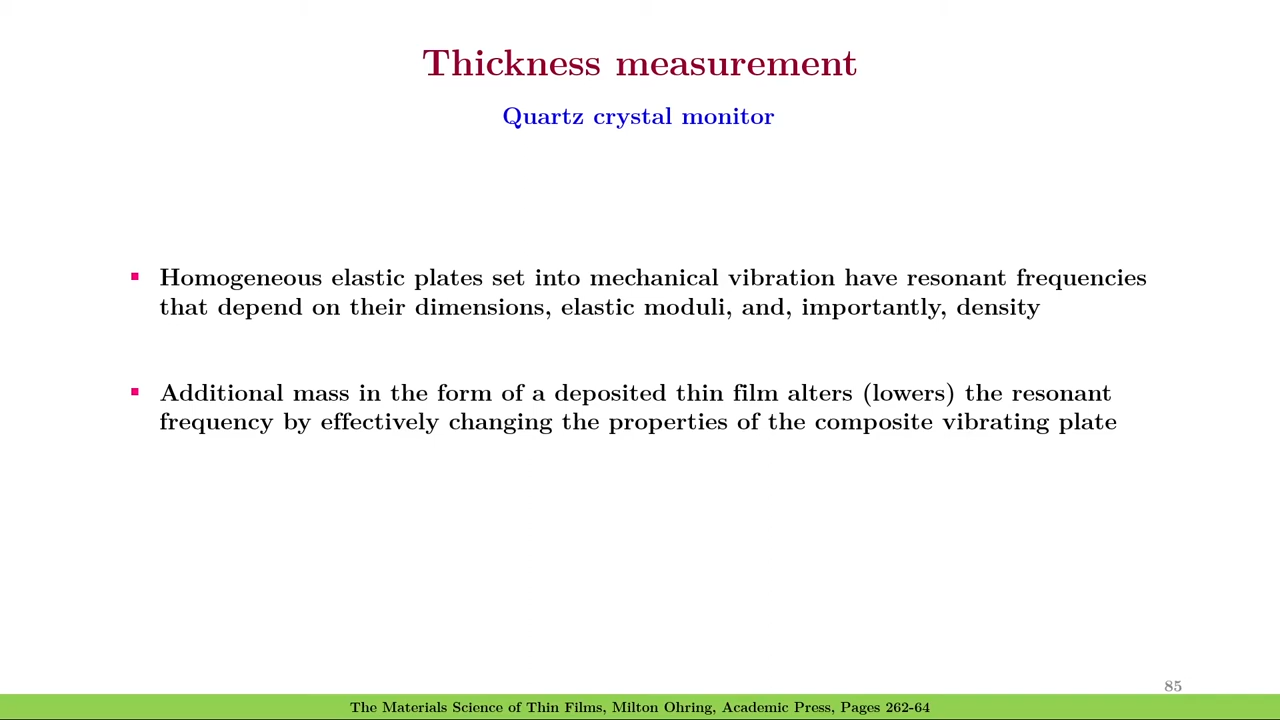 Thickness measurement
Quartz crystal monitor
Homogeneous elastic plates set into mechanical vibration have resonant frequencies
that depend on their dimensions, elastic moduli, and, importantly, density
Additional mass in the form of a deposited thin film alters (lowers) the resonant
frequency by effectively changing the properties of the composite vibrating plate
85
The Materials Science of Thin Films, Milton Ohring, Academic Press, Pages 262-64